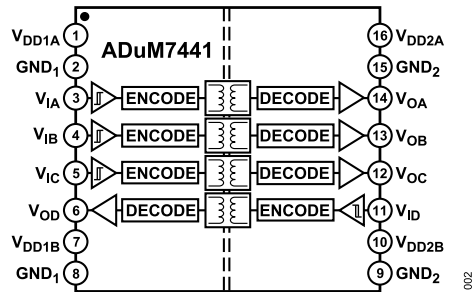 ADuM7441
VDD1A 1
GND1 2
VIA 3 ENCODE DECODE 14 VOA
VIB 4 ENCODE DECODE 13 VOB
VIC 5 ENCODE DECODE 12 VOC
VOD 6 DECODE ENCODE 11 VID
VDD1B 7
GND1 8
16 VDD2A
15 GND2
10 VDD2B
9 GND2
002